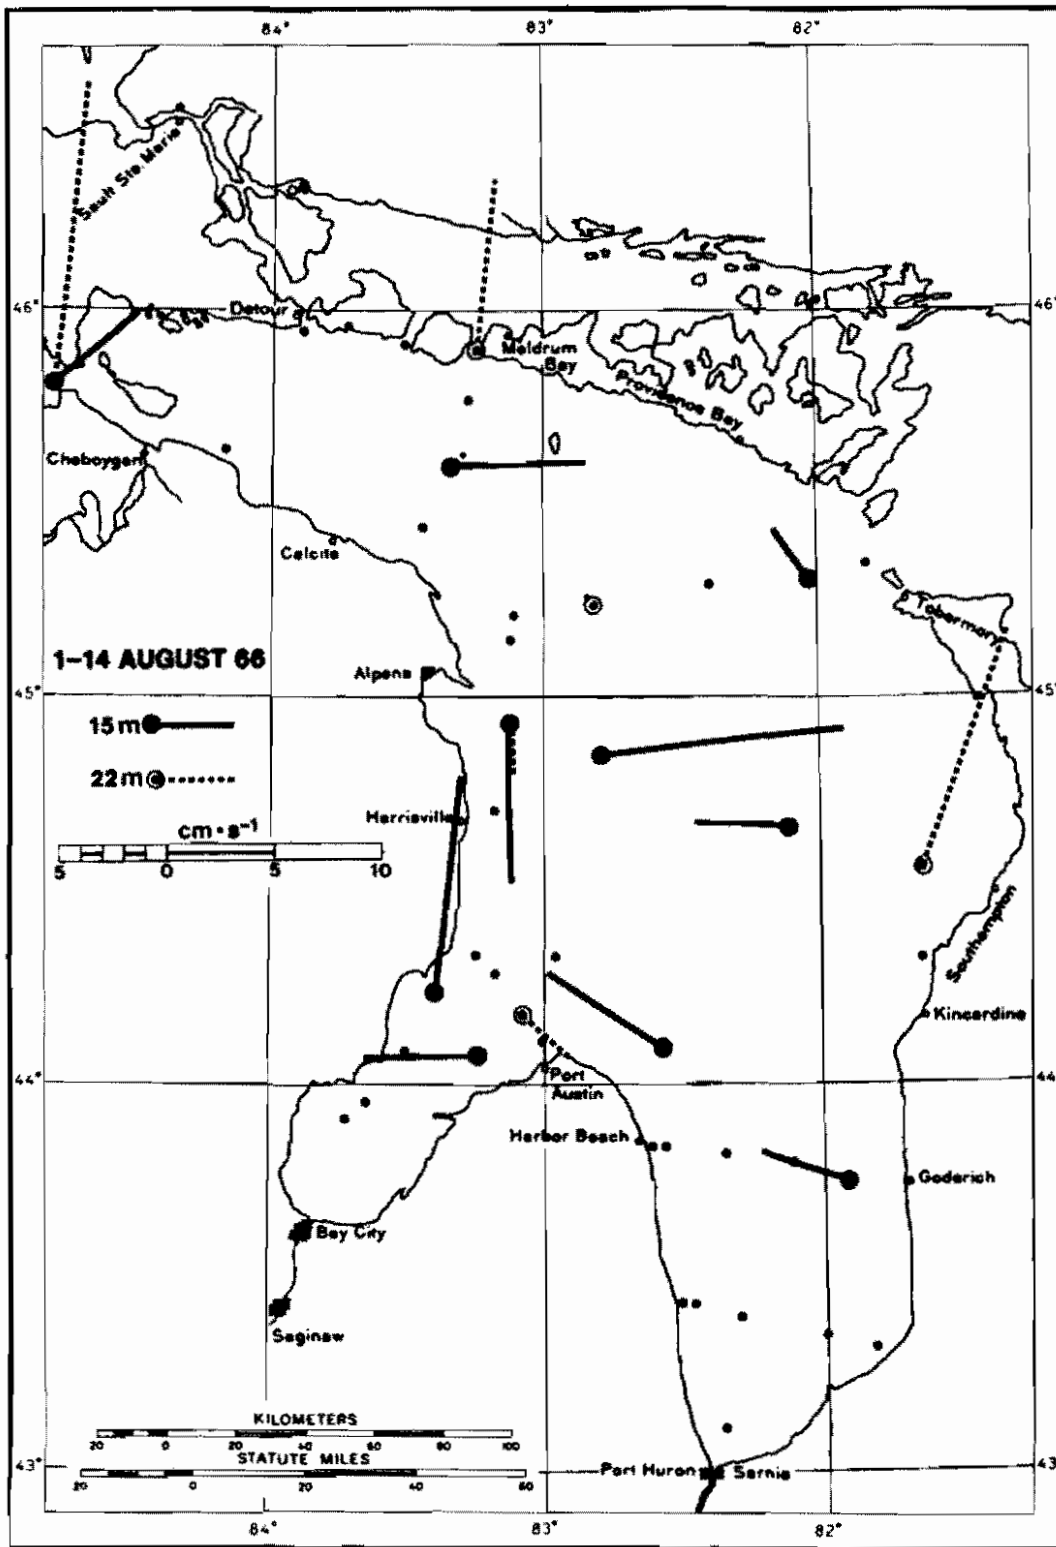 84° 83° 82°
Sault Ste. Marie
46° 46°
Detour
Meldrum
Bay
Providence Bay
Cheboygan
Calcite
Tobermory
1–14 AUGUST 66
Alpena
45° 45°
15 m
22 m
Harrisville
cm · s⁻¹
5 0 5 10
Southampton
Kincardine
44° 44°
Port
Austin
Harbor Beach
Goderich
Bay City
Saginaw
KILOMETERS
20 0 20 40 60 80 100
STATUTE MILES
20 0 20 40 60
43° 43°
Port Huron Sarnia
84° 83° 82°